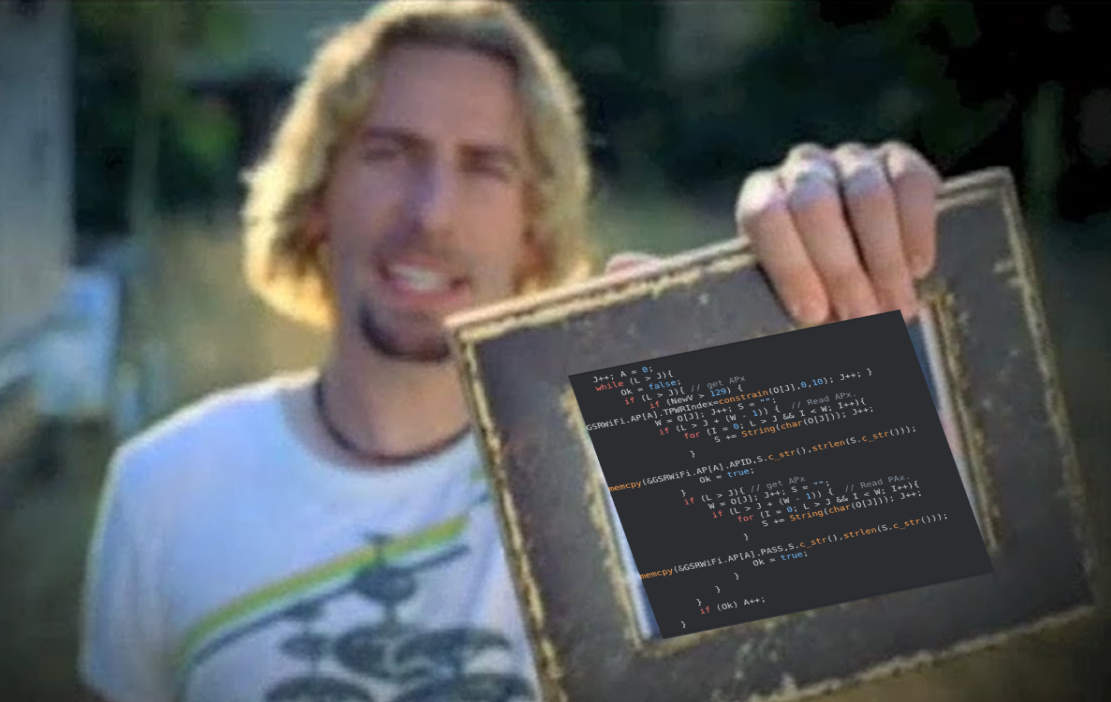 J++; A = 0;
while (L > J){
Ok = false;
if (L > J){ // get APx
if (NewV > 129) {
GSRWiFi.AP[A].TPWRIndex=constrain(O[J],0,10); J++; }
W = O[J]; J++; S = "";
if (L > J + (W - 1)) { // Read APx.
for (I = 0; L > J && I < W; I++){
S += String(char(O[J])); J++;
}
memcpy(&GSRWiFi.AP[A].APID,S.c_str(),strlen(S.c_str()));
} Ok = true;
if (L > J){ // get APx
W = O[J]; J++; S = "";
if (L > J + (W - 1)) { // Read PAx.
for (I = 0; L > J && I < W; I++){
S += String(char(O[J])); J++;
}
memcpy(&GSRWiFi.AP[A].PASS,S.c_str(),strlen(S.c_str()));
Ok = true;
}
}
}
if (Ok) A++;
}